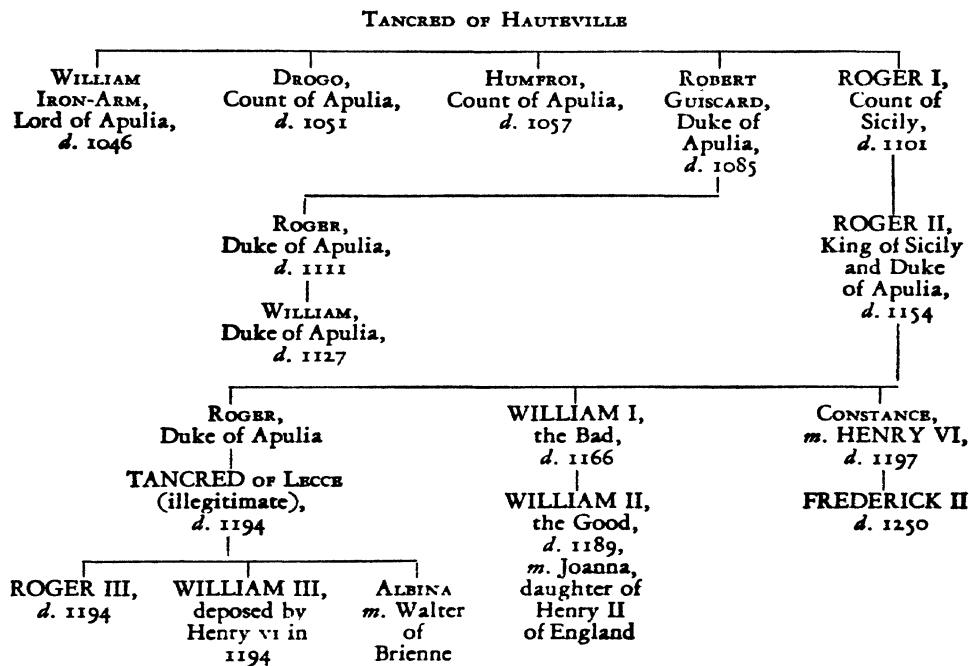 TANCRED OF HAUTEVILLE
WILLIAM
IRON-ARM,
Lord of Apulia,
d. 1046
DROGO,
Count of Apulia,
d. 1051
HUMFROI,
Count of Apulia,
d. 1057
ROBERT
GUISCARD,
Duke of
Apulia,
d. 1085
ROGER I,
Count of
Sicily,
d. 1101
ROGER,
Duke of Apulia,
d. 1111
WILLIAM,
Duke of Apulia,
d. 1127
ROGER II,
King of Sicily
and Duke
of Apulia,
d. 1154
ROGER,
Duke of Apulia
TANCRED OF LECCE
(illegitimate),
d. 1194
WILLIAM I,
the Bad,
d. 1166
WILLIAM II,
the Good,
d. 1189,
m. Joanna,
daughter of
Henry II
of England
CONSTANCE,
m. HENRY VI,
d. 1197
FREDERICK II
d. 1250
ROGER III,
d. 1194
WILLIAM III,
deposed by
Henry VI in
1194
ALBINA
m. Walter
of
Brienne